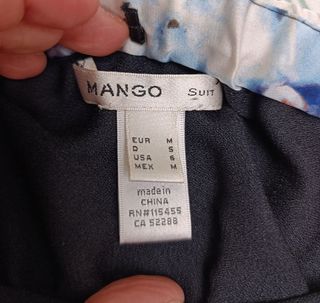 MANGO SUIT
EUR M
D S
USA 6
MEX M
made in
CHINA
RN#115455
CA 52288